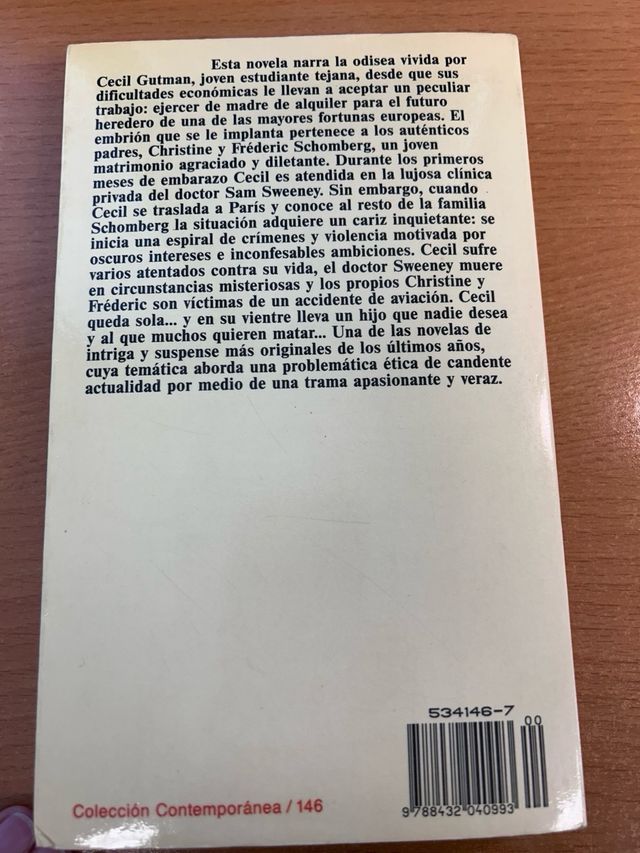 Esta novela narra la odisea vivida por
Cecil Gutman, joven estudiante tejana, desde que sus
dificultades económicas le llevan a aceptar un peculiar
trabajo: ejercer de madre de alquiler para el futuro
heredero de una de las mayores fortunas europeas. El
embrión que se le implanta pertenece a los auténticos
padres, Christine y Fréderic Schomberg, un joven
matrimonio agraciado y diletante. Durante los primeros
meses de embarazo Cecil es atendida en la lujosa clínica
privada del doctor Sam Sweeney. Sin embargo, cuando
Cecil se traslada a París y conoce al resto de la familia
Schomberg la situación adquiere un cariz inquietante: se
inicia una espiral de crímenes y violencia motivada por
oscuros intereses e inconfesables ambiciones. Cecil sufre
varios atentados contra su vida, el doctor Sweeney muere
en circunstancias misteriosas y los propios Christine y
Fréderic son víctimas de un accidente de aviación. Cecil
queda sola... y en su vientre lleva un hijo que nadie desea
y al que muchos quieren matar... Una de las novelas de
intriga y suspense más originales de los últimos años,
cuya temática aborda una problemática ética de candente
actualidad por medio de una trama apasionante y veraz.
534146-7
00
9 788432 040993
Colección Contemporánea / 146